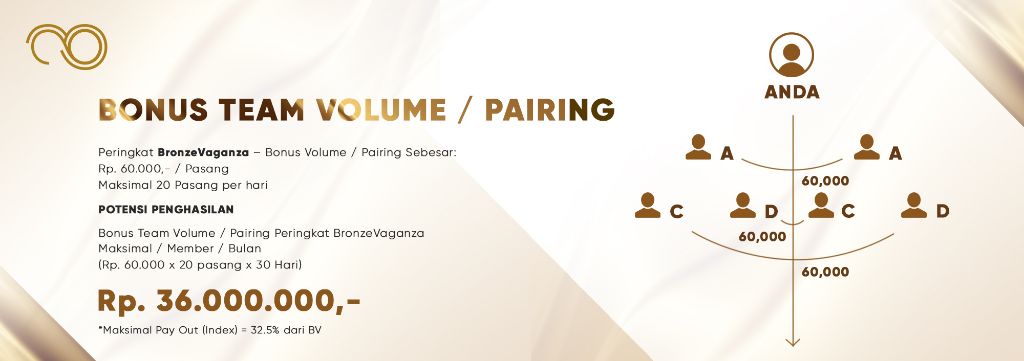 BONUS TEAM VOLUME / PAIRING
Peringkat BronzeVaganza – Bonus Volume / Pairing Sebesar:
Rp. 60.000,- / Pasang
Maksimal 20 Pasang per hari
POTENSI PENGHASILAN
Bonus Team Volume / Pairing Peringkat BronzeVaganza
Maksimal / Member / Bulan
(Rp. 60.000 x 20 pasang x 30 Hari)
Rp. 36.000.000,-
*Maksimal Pay Out (Index) = 32.5% dari BV
ANDA
A
A
60,000
C
D
C
D
60,000
60,000